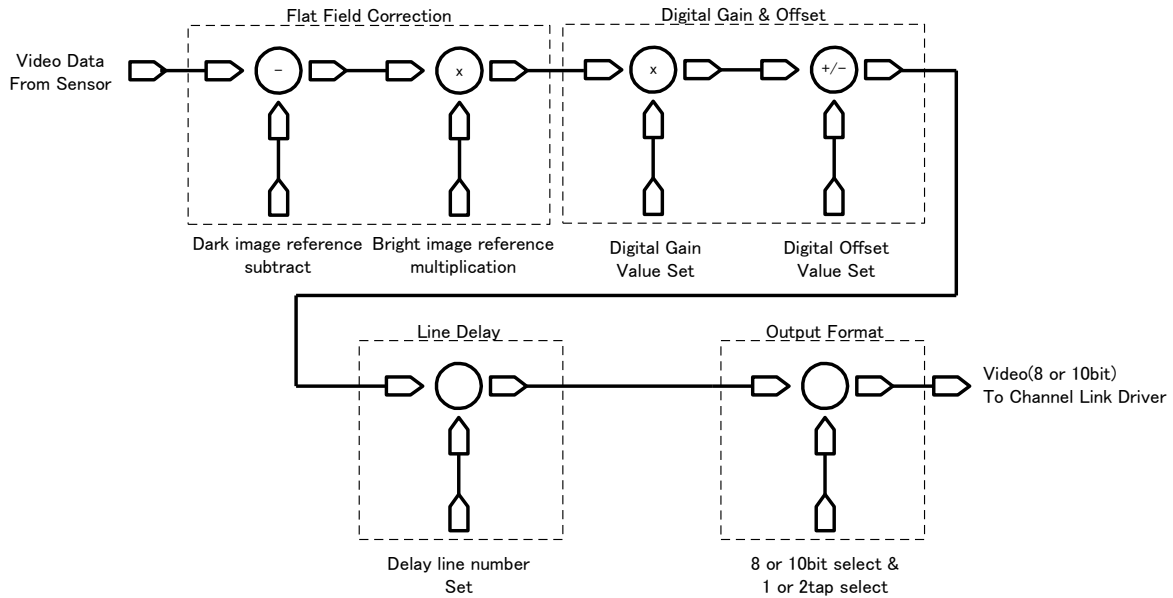 Flat Field Correction
Digital Gain & Offset
Video Data
From Sensor
-
x
x
+/-
Dark image reference
subtract
Bright image reference
multiplication
Digital Gain
Value Set
Digital Offset
Value Set
Line Delay
Output Format
Video(8 or 10bit)
To Channel Link Driver
Delay line number
Set
8 or 10bit select &
1 or 2tap select